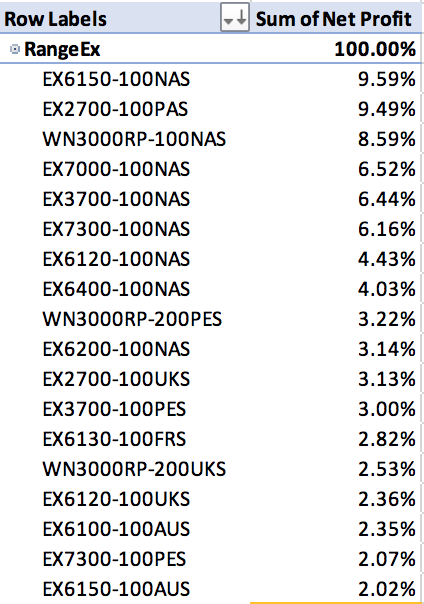 Row Labels Sum of Net Profit
RangeEx 100.00%
EX6150-100NAS 9.59%
EX2700-100PAS 9.49%
WN3000RP-100NAS 8.59%
EX7000-100NAS 6.52%
EX3700-100NAS 6.44%
EX7300-100NAS 6.16%
EX6120-100NAS 4.43%
EX6400-100NAS 4.03%
WN3000RP-200PES 3.22%
EX6200-100NAS 3.14%
EX2700-100UKS 3.13%
EX3700-100PES 3.00%
EX6130-100FRS 2.82%
WN3000RP-200UKS 2.53%
EX6120-100UKS 2.36%
EX6100-100AUS 2.35%
EX7300-100PES 2.07%
EX6150-100AUS 2.02%